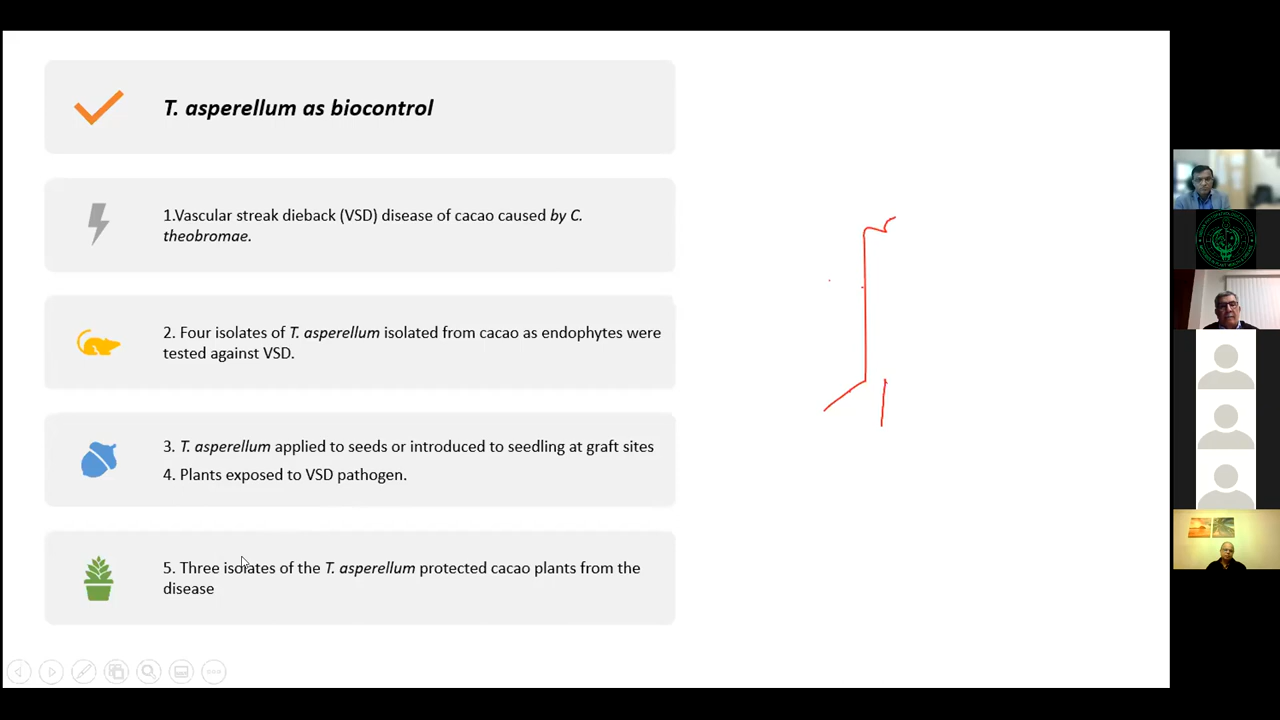 T. asperellum as biocontrol
1.Vascular streak dieback (VSD) disease of cacao caused by C.
theobromae.
2. Four isolates of T. asperellum isolated from cacao as endophytes were
tested against VSD.
3. T. asperellum applied to seeds or introduced to seedling at graft sites
4. Plants exposed to VSD pathogen.
5. Three isolates of the T. asperellum protected cacao plants from the
disease